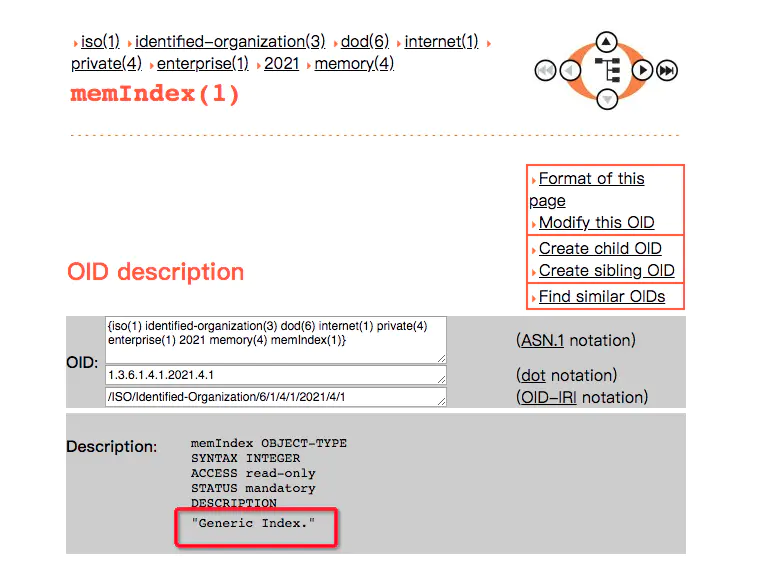 iso(1) identified-organization(3) dod(6) internet(1)
private(4) enterprise(1) 2021 memory(4)
memIndex(1)
Format of this
page
Modify this OID
Create child OID
Create sibling OID
Find similar OIDs
OID description
OID:
{iso(1) identified-organization(3) dod(6) internet(1) private(4)
enterprise(1) 2021 memory(4) memIndex(1)}
(ASN.1 notation)
1.3.6.1.4.1.2021.4.1
(dot notation)
/ISO/Identified-Organization/6/1/4/1/2021/4/1
(OID-IRI notation)
Description:
memIndex OBJECT-TYPE
SYNTAX INTEGER
ACCESS read-only
STATUS mandatory
DESCRIPTION
"Generic Index."